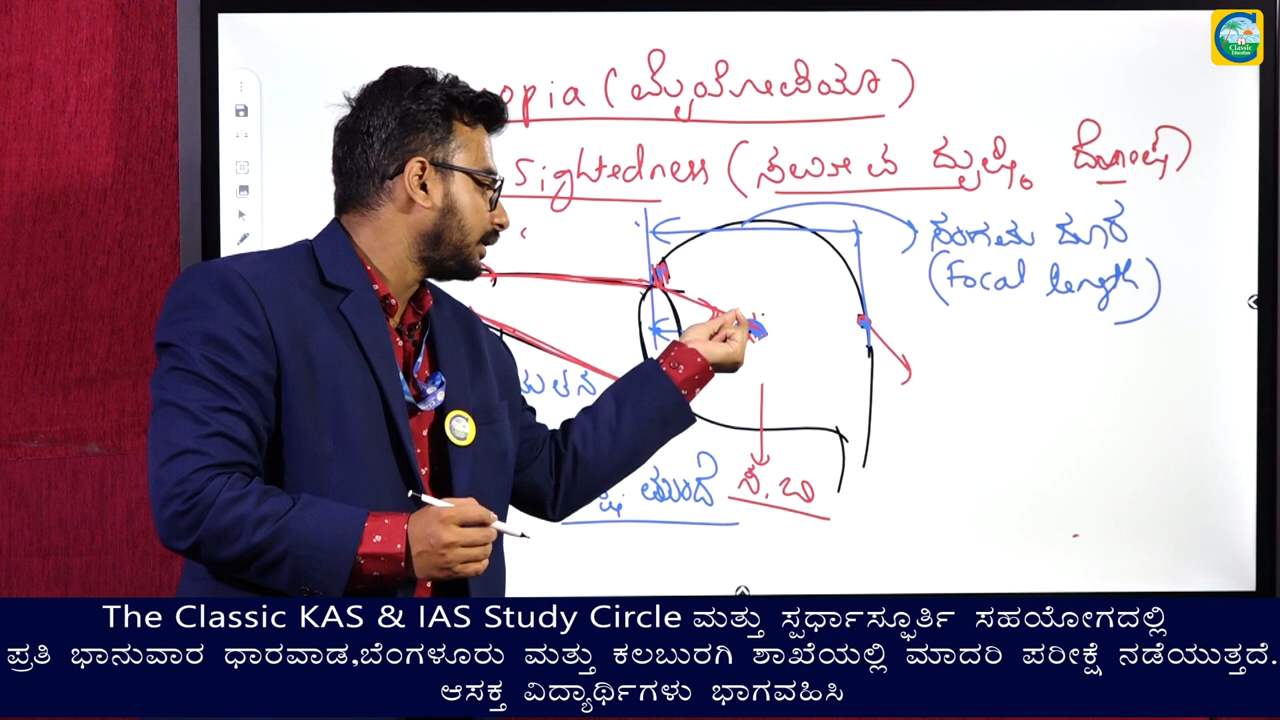 Classic
Education
opia (ಮೈಯೋಪಿಯಾ)
Sightedness (ಸಮೀಪ ದೃಷ್ಟಿ ದೋಷ)
ಸಂಗಮ ದೂರ
(Focal length)
ಮುಂದೆ ಸಂ.ಬಿ
The Classic KAS & IAS Study Circle ಮತ್ತು ಸ್ಪರ್ಧಾಸ್ಫೂರ್ತಿ ಸಹಯೋಗದಲ್ಲಿ
ಪ್ರತಿ ಭಾನುವಾರ ಧಾರವಾಡ,ಬೆಂಗಳೂರು ಮತ್ತು ಕಲಬುರಗಿ ಶಾಖೆಯಲ್ಲಿ ಮಾದರಿ ಪರೀಕ್ಷೆ ನಡೆಯುತ್ತದೆ.
ಆಸಕ್ತ ವಿದ್ಯಾರ್ಥಿಗಳು ಭಾಗವಹಿಸಿ